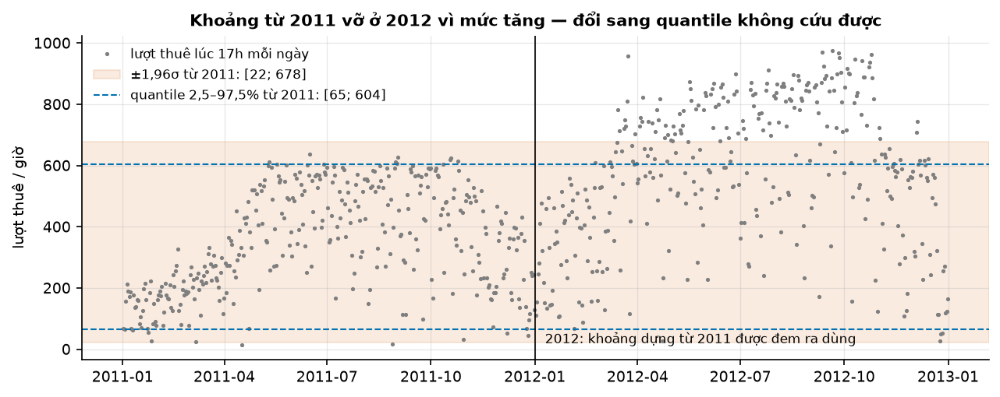 Khoảng từ 2011 vỡ ở 2012 vì mức tăng — đổi sang quantile không cứu được
lượt thuê / giờ
1000
800
600
400
200
0
lượt thuê lúc 17h mỗi ngày
±1,96σ từ 2011: [22; 678]
quantile 2,5–97,5% từ 2011: [65; 604]
2012: khoảng dựng từ 2011 được đem ra dùng
2011-01 2011-04 2011-07 2011-10 2012-01 2012-04 2012-07 2012-10 2013-01